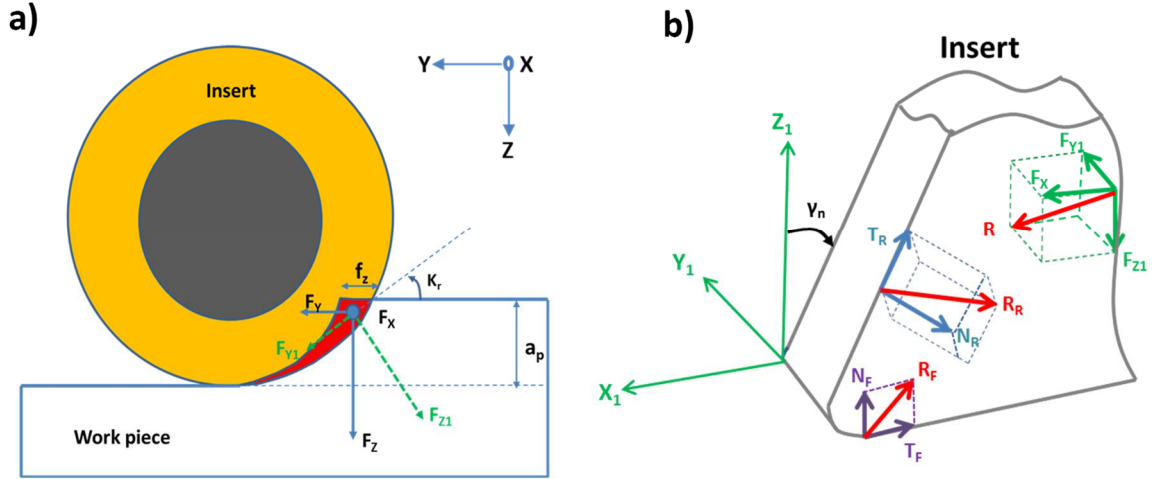 a)
Insert
Y
X
Z
f_z
K_r
F_Y
F_X
F_Y1
a_p
F_Z1
F_Z
Work piece
b)
Insert
Z_1
F_Y1
F_X
γ_n
R
T_R
F_Z1
Y_1
R_R
N_R
X_1
N_F
R_F
T_F